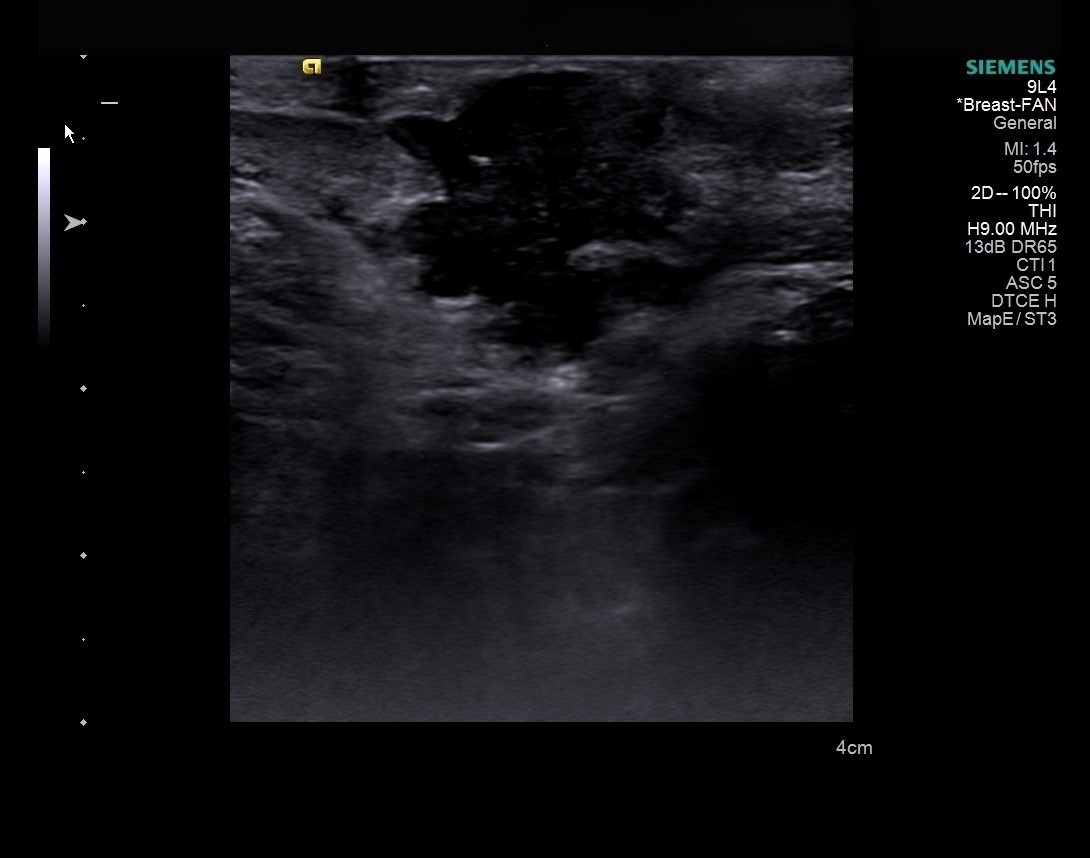 SIEMENS
9L4
*Breast-FAN
General
MI: 1.4
50fps
2D--100%
THI
H9.00 MHz
13dB DR65
CTI 1
ASC 5
DTCE H
MapE / ST3
4cm